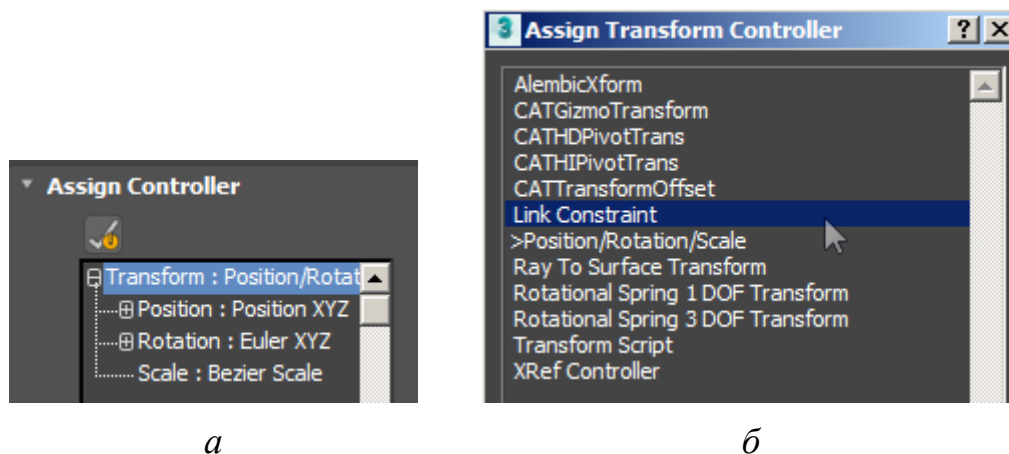 Assign Controller
Transform : Position/Rotat
Position : Position XYZ
Rotation : Euler XYZ
Scale : Bezier Scale
а
3 Assign Transform Controller ? X
AlembicXform
CATGizmoTransform
CATHDPivotTrans
CATHIPivotTrans
CATTransformOffset
Link Constraint
>Position/Rotation/Scale
Ray To Surface Transform
Rotational Spring 1 DOF Transform
Rotational Spring 3 DOF Transform
Transform Script
XRef Controller
б